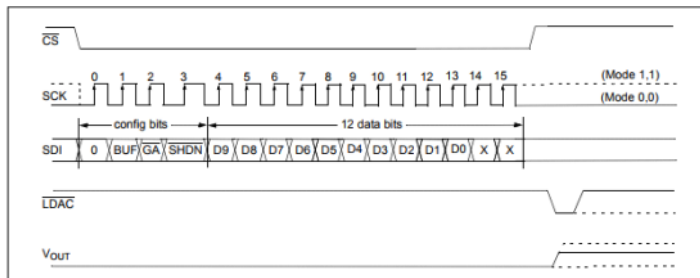 CS
0 1 2 3 4 5 6 7 8 9 10 11 12 13 14 15 (Mode 1,1)
SCK (Mode 0,0)
config bits 12 data bits
SDI 0 BUF GA SHDN D9 D8 D7 D6 D5 D4 D3 D2 D1 D0 X X
LDAC
VOUT